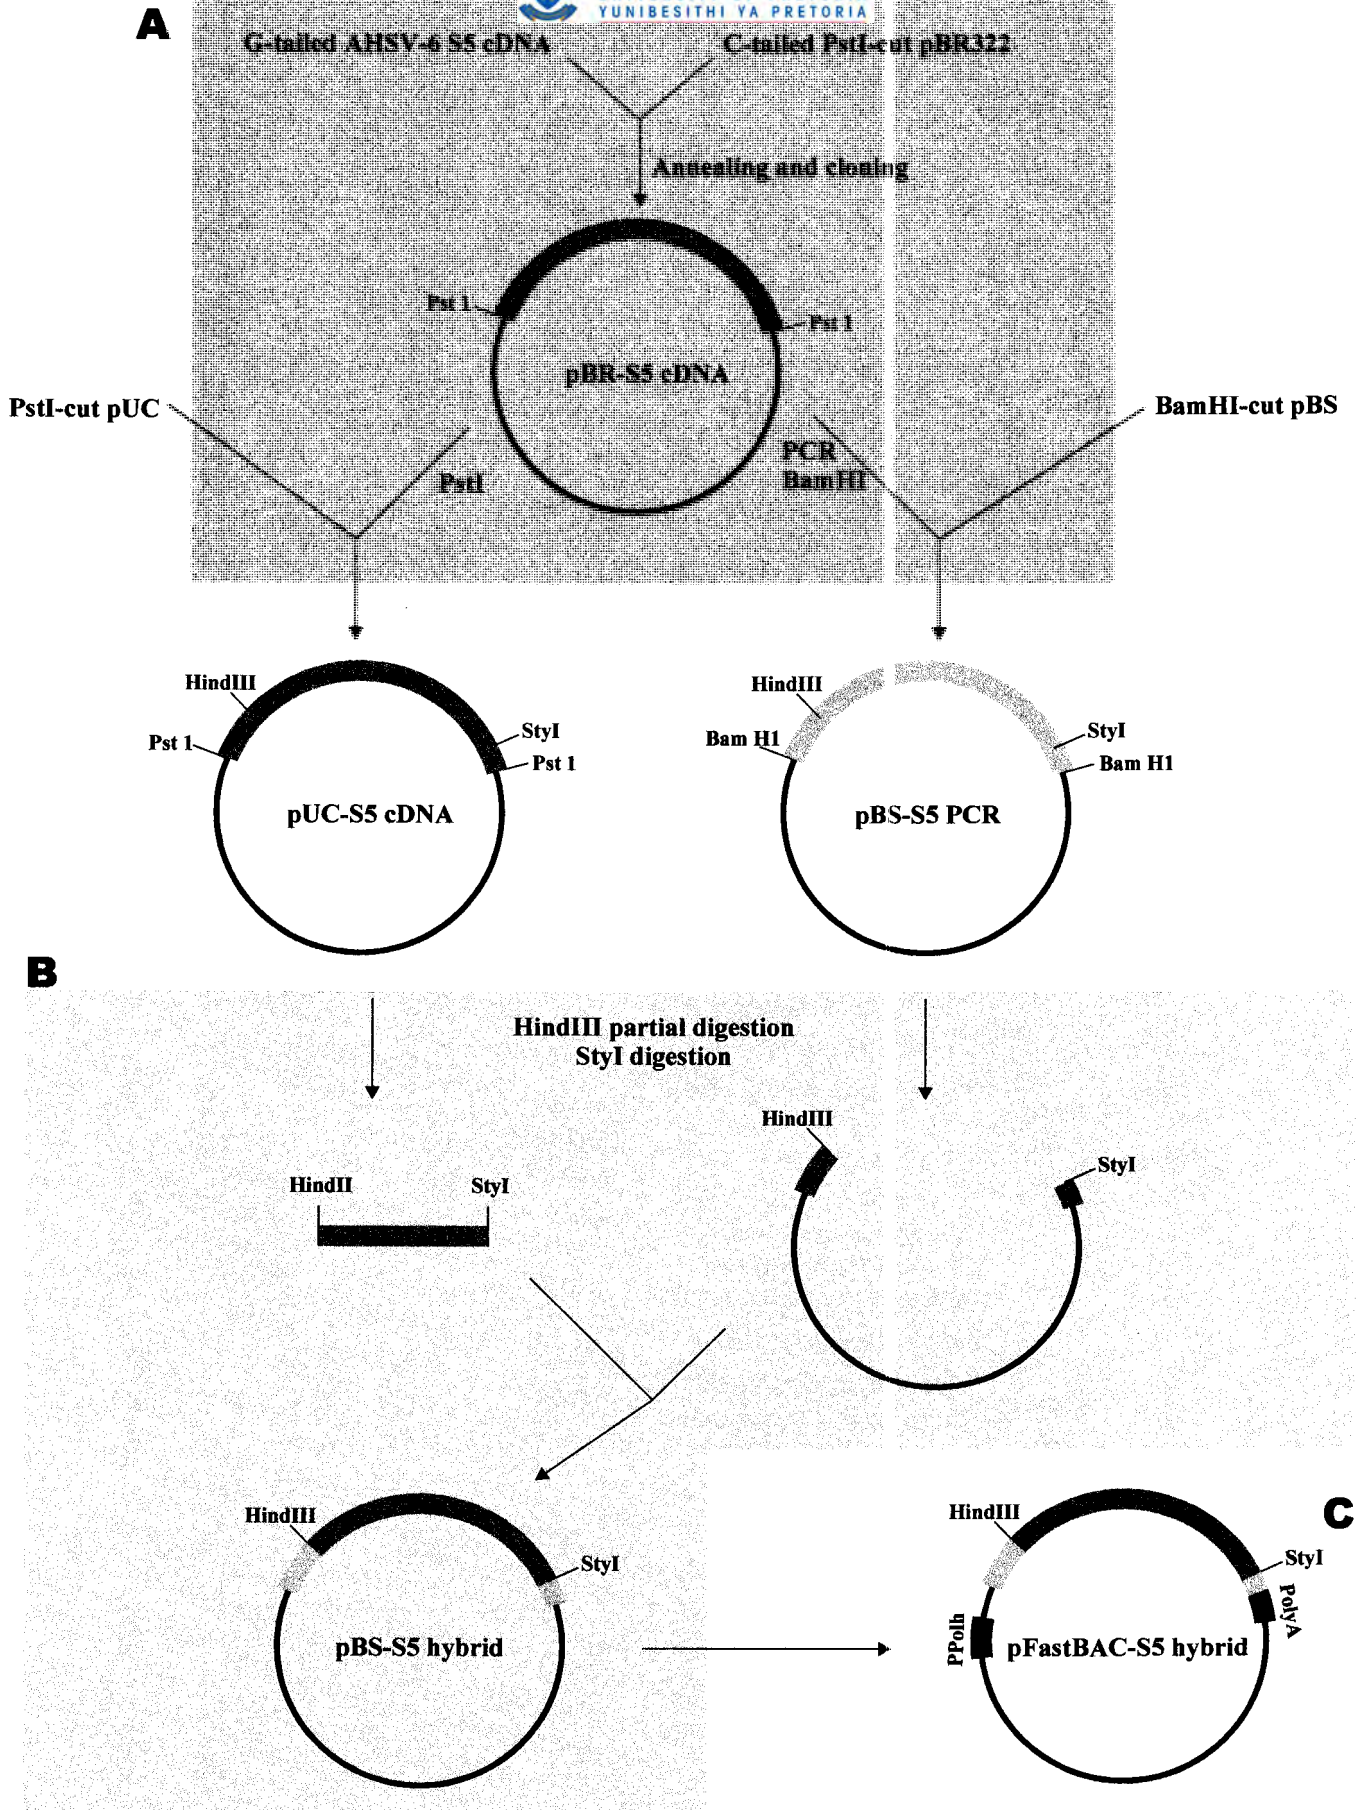 YUNIBESITHI YA PRETORIA
A
G-tailed AHSV-6 S5 cDNA
C-tailed PstI-cut pBR322
Annealing and cloning
Pst 1
Pst 1
pBR-S5 cDNA
PstI-cut pUC
BamHI-cut pBS
PstI
PCR
BamHI
HindIII
StyI
Pst 1
Pst 1
pUC-S5 cDNA
HindIII
StyI
Bam H1
Bam H1
pBS-S5 PCR
B
HindIII partial digestion
StyI digestion
HindII
StyI
HindIII
StyI
HindIII
StyI
pBS-S5 hybrid
C
HindIII
StyI
PolyA
PPolh
pFastBAC-S5 hybrid